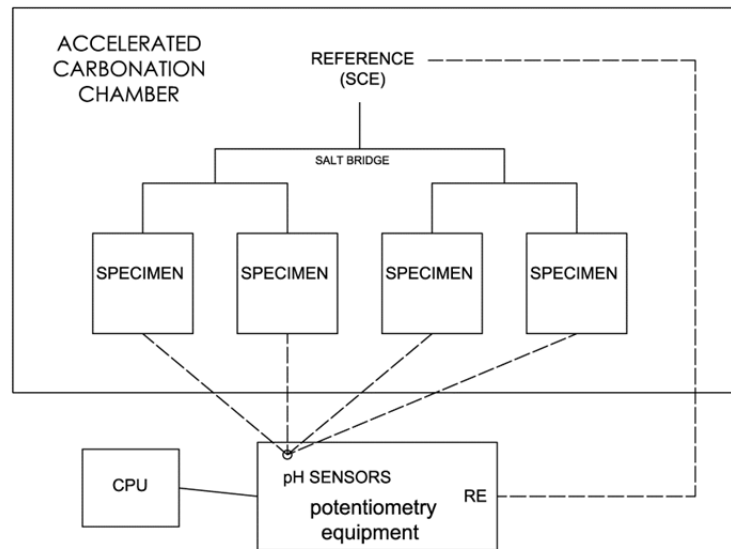 ACCELERATED
CARBONATION
CHAMBER
REFERENCE
(SCE)
SALT BRIDGE
SPECIMEN
SPECIMEN
SPECIMEN
SPECIMEN
CPU
pH SENSORS
RE
potentiometry
equipment